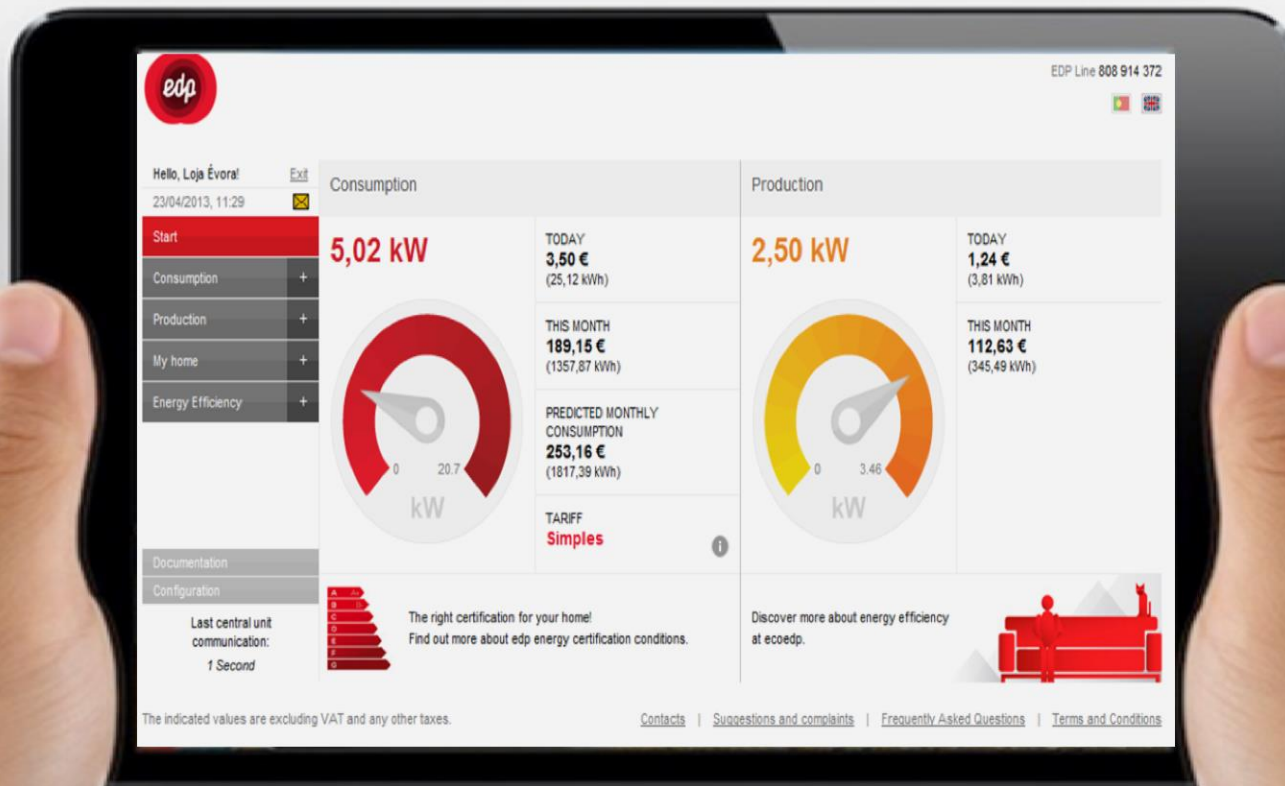 edp
EDP Line 808 914 372
Hello, Loja Évora!
Exit
23/04/2013, 11:29
Start
Consumption +
Production +
My home +
Energy Efficiency +
Documentation
Configuration
Last central unit
communication:
1 Second
Consumption
5,02 kW
0 20.7
kW
TODAY
3,50 €
(25,12 kWh)
THIS MONTH
189,15 €
(1357,87 kWh)
PREDICTED MONTHLY
CONSUMPTION
253,16 €
(1817,39 kWh)
TARIFF
Simples
i
Production
2,50 kW
0 3.46
kW
TODAY
1,24 €
(3,81 kWh)
THIS MONTH
112,63 €
(345,49 kWh)
A
B
C
D
E
F
G
The right certification for your home!
Find out more about edp energy certification conditions.
Discover more about energy efficiency
at ecoedp.
The indicated values are excluding VAT and any other taxes.
Contacts | Suggestions and complaints | Frequently Asked Questions | Terms and Conditions